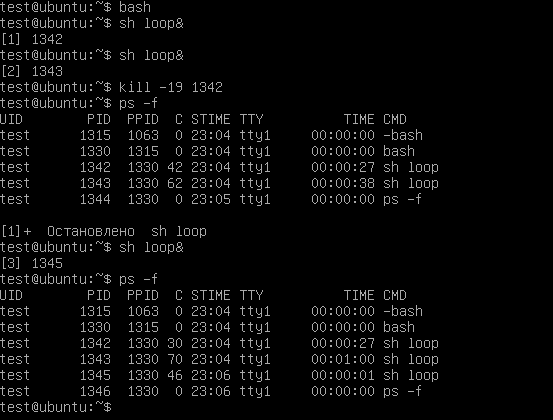 test@ubuntu:~$ bash
test@ubuntu:~$ sh loop&
[1] 1342
test@ubuntu:~$ sh loop&
[2] 1343
test@ubuntu:~$ kill -19 1342
test@ubuntu:~$ ps -f
UID        PID  PPID  C STIME TTY          TIME CMD
test      1315  1063  0 23:04 tty1     00:00:00 -bash
test      1330  1315  0 23:04 tty1     00:00:00 bash
test      1342  1330 42 23:04 tty1     00:00:27 sh loop
test      1343  1330 62 23:04 tty1     00:00:38 sh loop
test      1344  1330  0 23:05 tty1     00:00:00 ps -f

[1]+  Остановлено  sh loop
test@ubuntu:~$ sh loop&
[3] 1345
test@ubuntu:~$ ps -f
UID        PID  PPID  C STIME TTY          TIME CMD
test      1315  1063  0 23:04 tty1     00:00:00 -bash
test      1330  1315  0 23:04 tty1     00:00:00 bash
test      1342  1330 30 23:04 tty1     00:00:27 sh loop
test      1343  1330 70 23:04 tty1     00:01:00 sh loop
test      1345  1330 46 23:06 tty1     00:00:01 sh loop
test      1346  1330  0 23:06 tty1     00:00:00 ps -f
test@ubuntu:~$